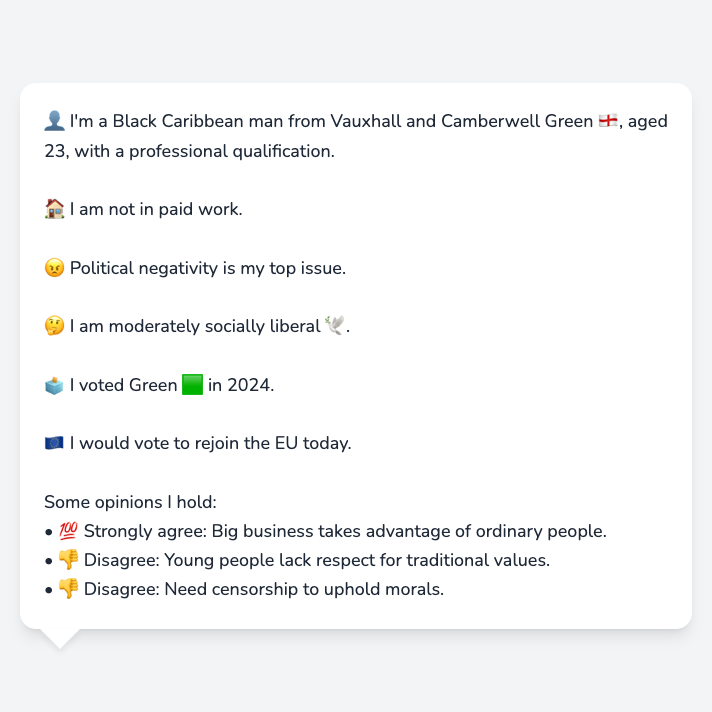 👤 I'm a Black Caribbean man from Vauxhall and Camberwell Green 🏴󠁧󠁢󠁥󠁮󠁧󠁿, aged
23, with a professional qualification.
🏠 I am not in paid work.
😠 Political negativity is my top issue.
🤔 I am moderately socially liberal 🕊️.
🗳️ I voted Green 🟩 in 2024.
🇪🇺 I would vote to rejoin the EU today.
Some opinions I hold:
• 💯 Strongly agree: Big business takes advantage of ordinary people.
• 👎 Disagree: Young people lack respect for traditional values.
• 👎 Disagree: Need censorship to uphold morals.